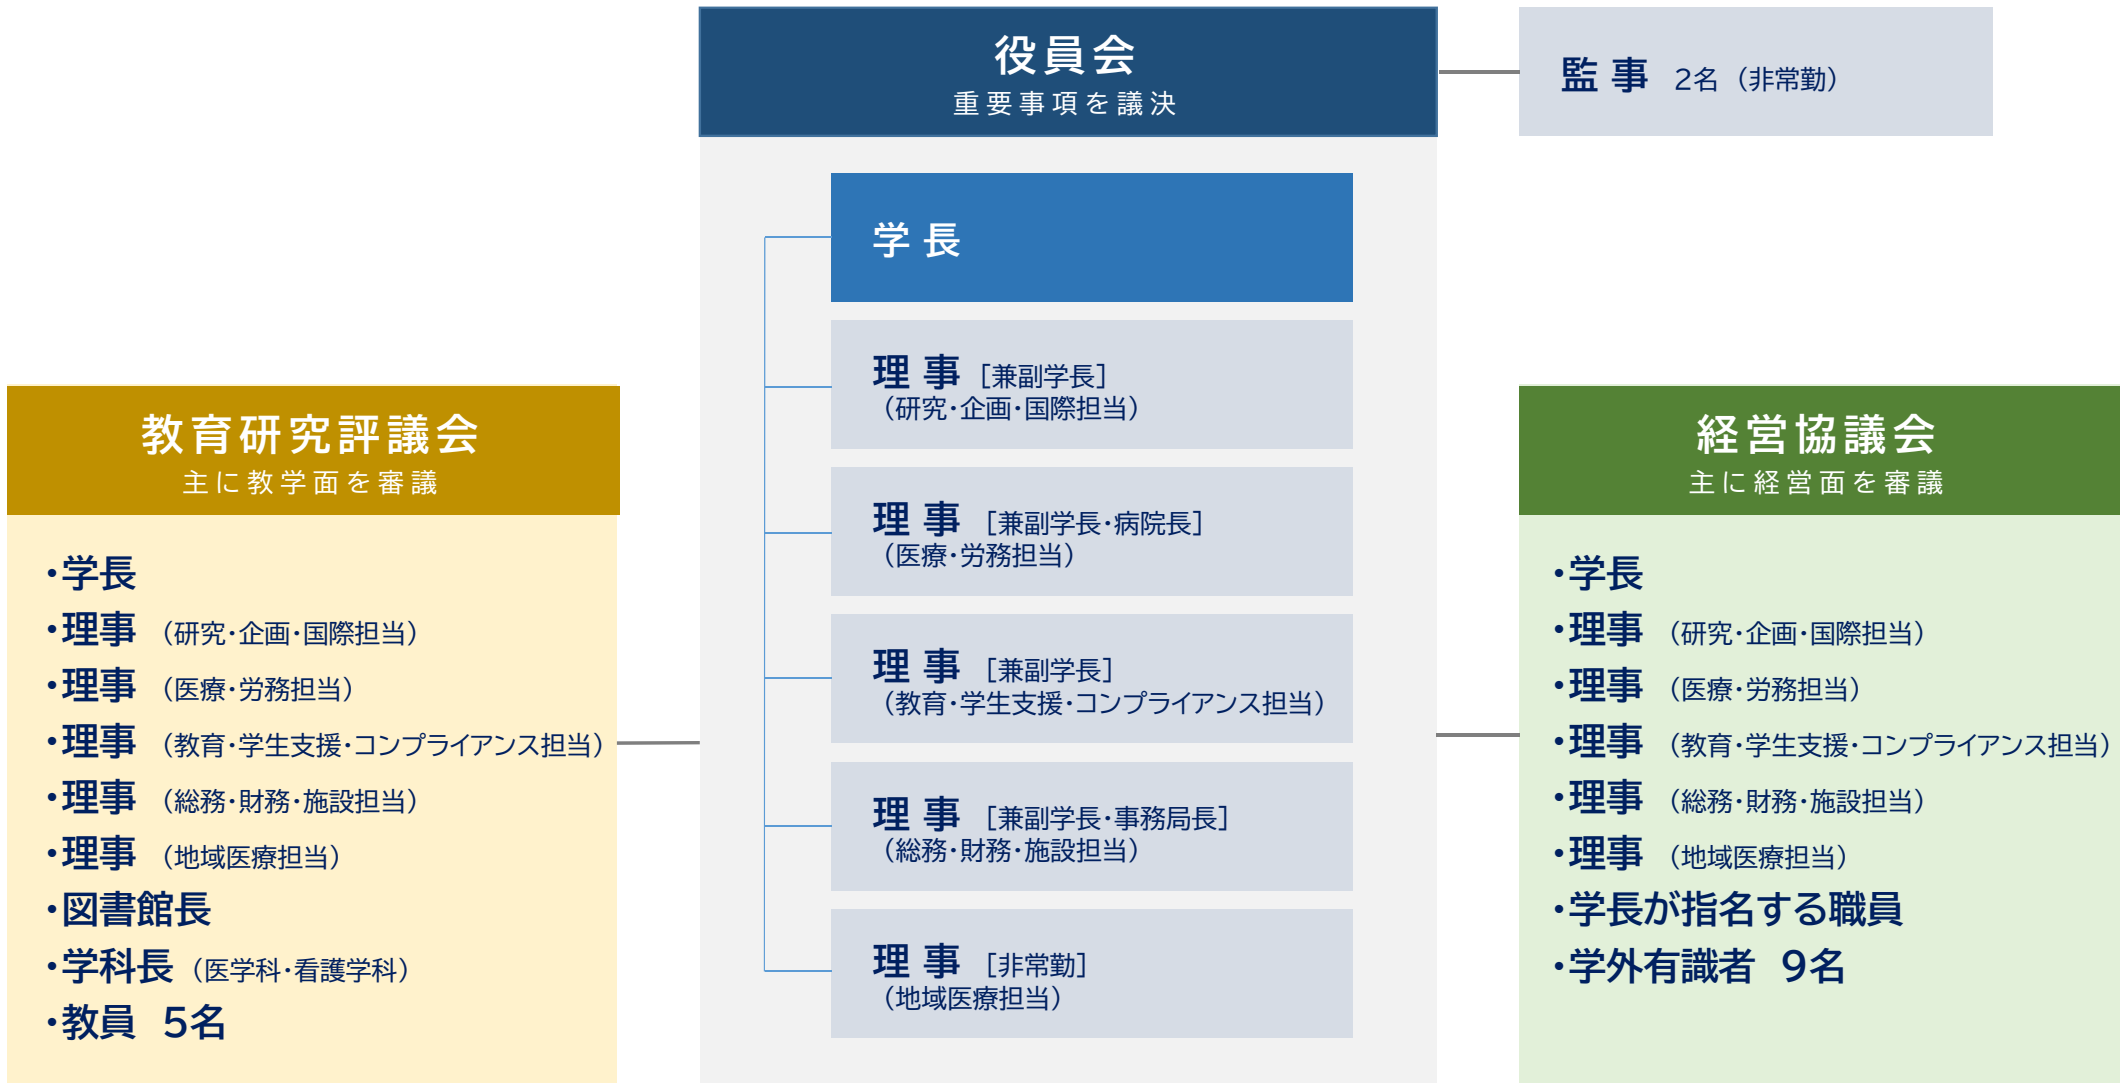 役員会
重要事項を議決
監 事 2名（非常勤）
学 長
理 事 ［兼副学長］
（研究・企画・国際担当）
理 事 ［兼副学長・病院長］
（医療・労務担当）
理 事 ［兼副学長］
（教育・学生支援・コンプライアンス担当）
理 事 ［兼副学長・事務局長］
（総務・財務・施設担当）
理 事 ［非常勤］
（地域医療担当）
教育研究評議会
主に教学面を審議
・学長
・理事 （研究・企画・国際担当）
・理事 （医療・労務担当）
・理事 （教育・学生支援・コンプライアンス担当）
・理事 （総務・財務・施設担当）
・理事 （地域医療担当）
・図書館長
・学科長 （医学科・看護学科）
・教員 5名
経営協議会
主に経営面を審議
・学長
・理事 （研究・企画・国際担当）
・理事 （医療・労務担当）
・理事 （教育・学生支援・コンプライアンス担当）
・理事 （総務・財務・施設担当）
・理事 （地域医療担当）
・学長が指名する職員
・学外有識者 9名